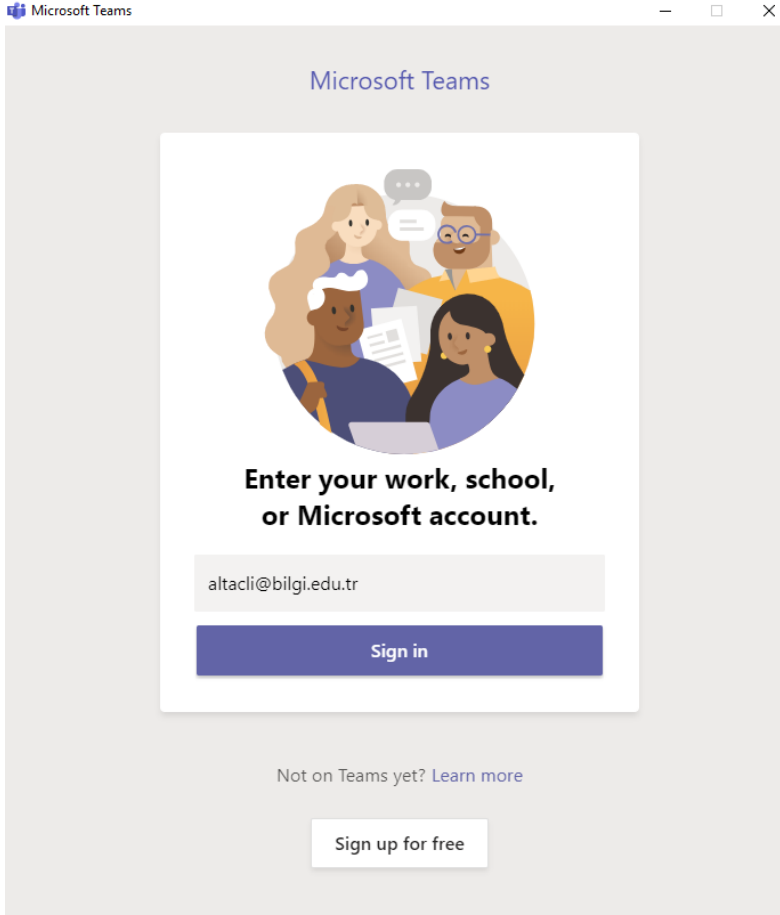 Microsoft Teams
Microsoft Teams
Enter your work, school,
or Microsoft account.
altacli@bilgi.edu.tr
Sign in
Not on Teams yet? Learn more
Sign up for free